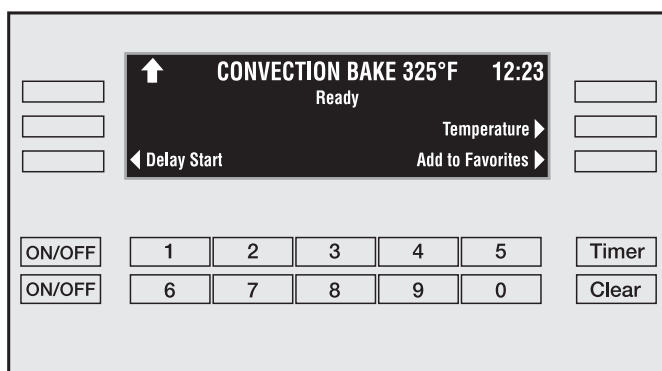 CONVECTION BAKE 325°F 12:23
Ready
Temperature
Delay Start Add to Favorites
ON/OFF 1 2 3 4 5 Timer
ON/OFF 6 7 8 9 0 Clear